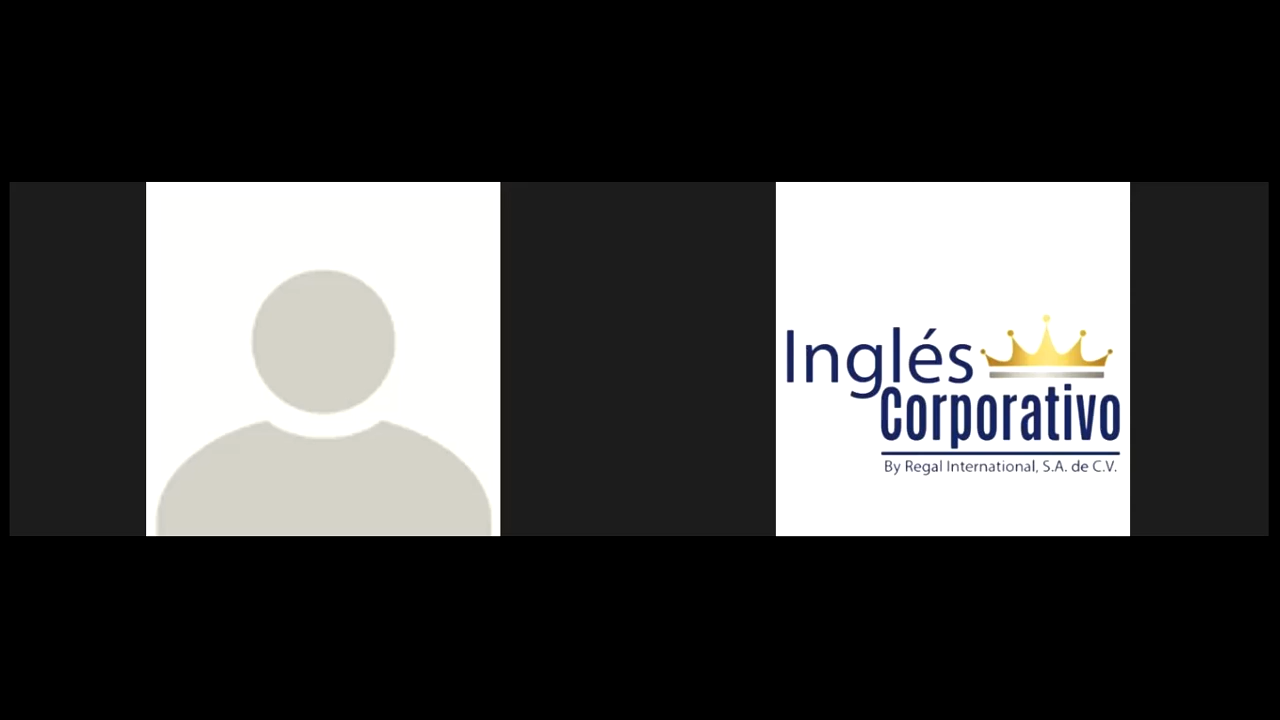 Inglés
Corporativo
By Regal International, S.A. de C.V.